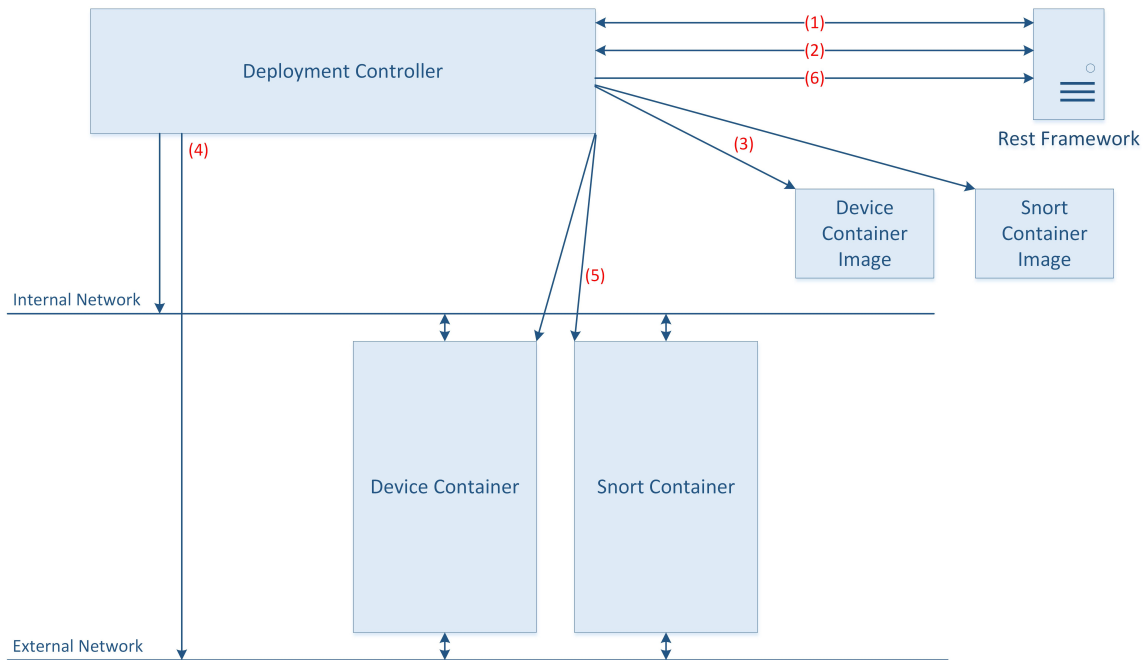 Deployment Controller
(1)
(2)
(6)
Rest Framework
(4)
(3)
Device
Container
Image
Snort
Container
Image
(5)
Internal Network
Device Container
Snort Container
External Network